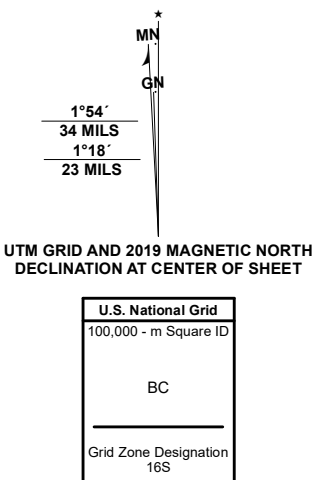 MN
GN
1°54´
34 MILS
1°18´
23 MILS
UTM GRID AND 2019 MAGNETIC NORTH
DECLINATION AT CENTER OF SHEET
U.S. National Grid
100,000 - m Square ID
BC
Grid Zone Designation
16S